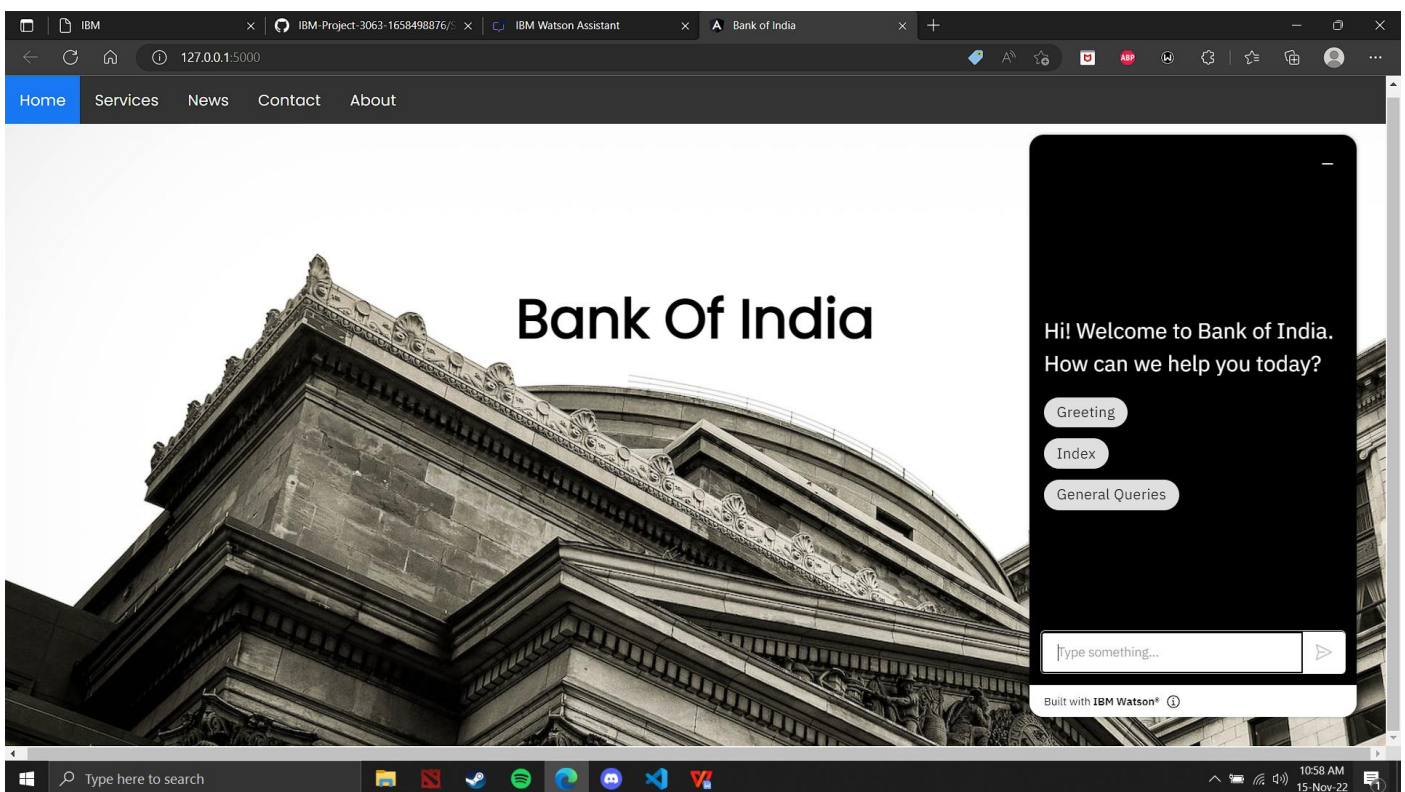 IBM
IBM-Project-3063-1658498876/S
IBM Watson Assistant
Bank of India
127.0.0.1:5000
Home
Services
News
Contact
About
Bank Of India
Hi! Welcome to Bank of India.
How can we help you today?
Greeting
Index
General Queries
Type something...
Built with IBM Watson®
Type here to search
10:58 AM
15-Nov-22
ABP
1